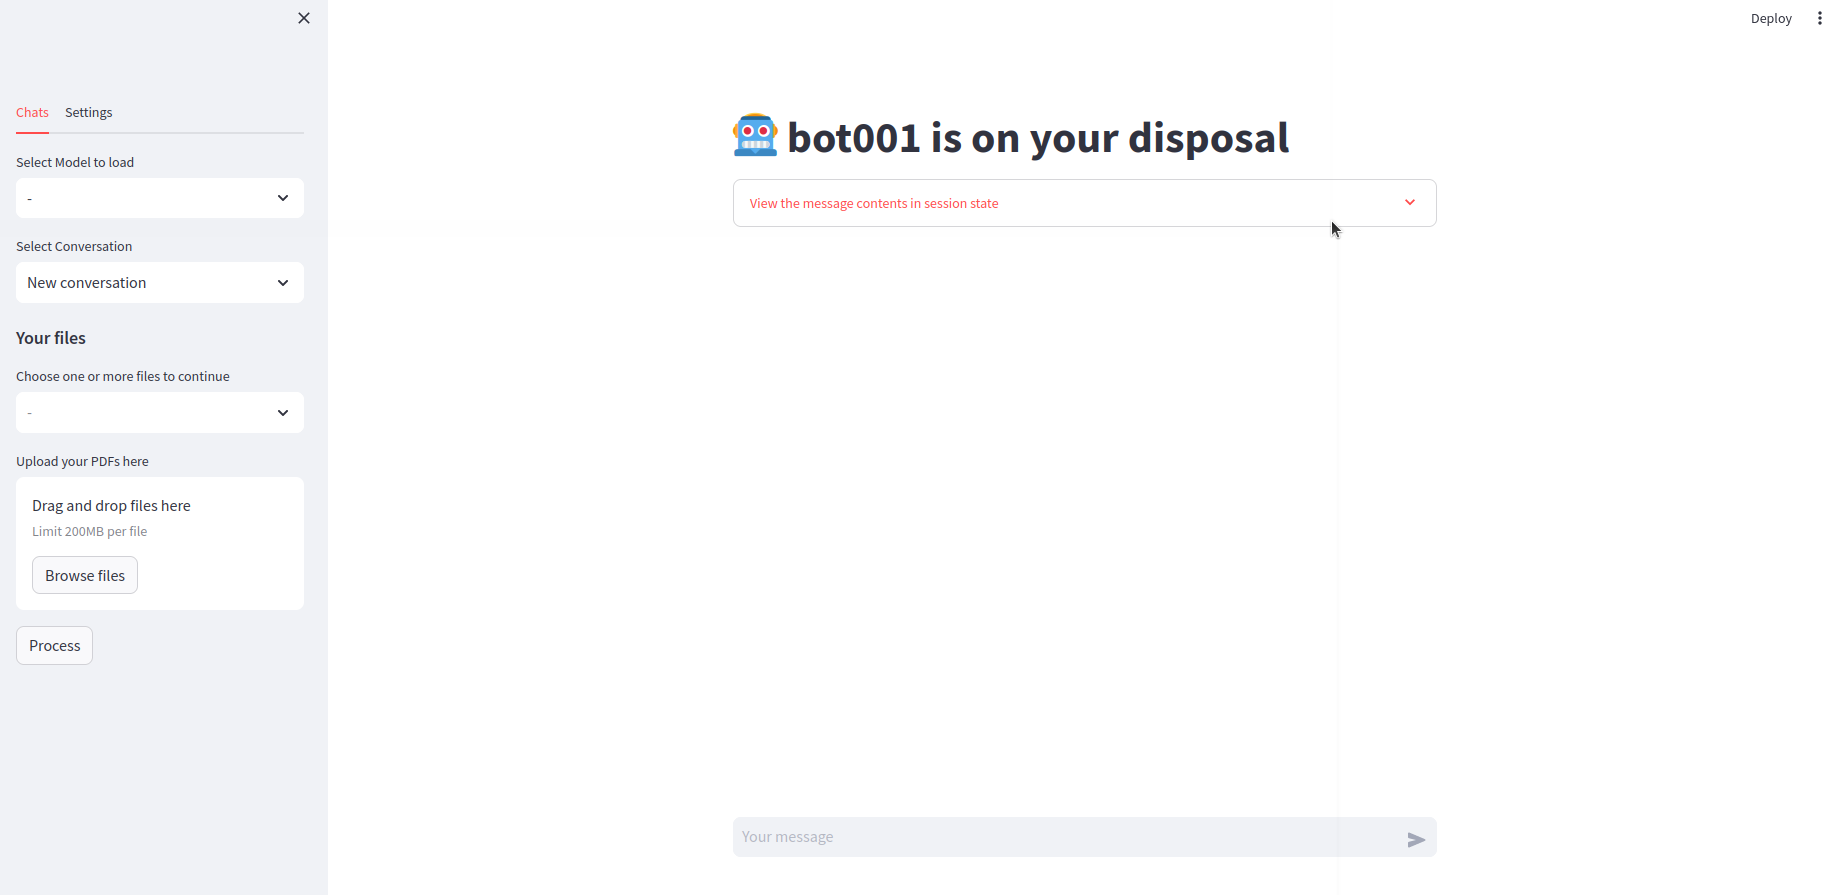 Deploy
Chats Settings
Select Model to load
-
Select Conversation
New conversation
Your files
Choose one or more files to continue
-
Upload your PDFs here
Drag and drop files here
Limit 200MB per file
Browse files
Process
bot001 is on your disposal
View the message contents in session state
Your message